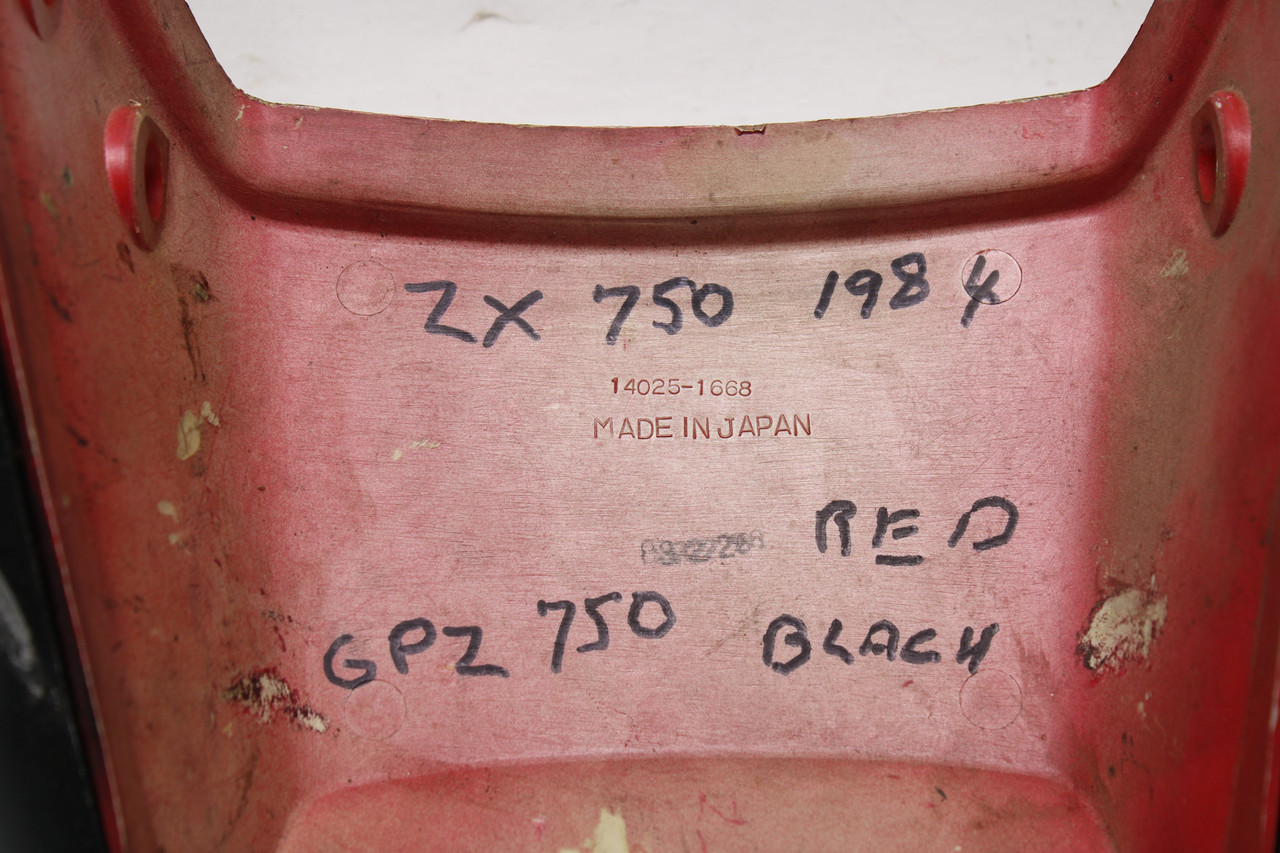 ZX 750 1984
14025-1668
MADE IN JAPAN
RED
GPZ 750 BLACK